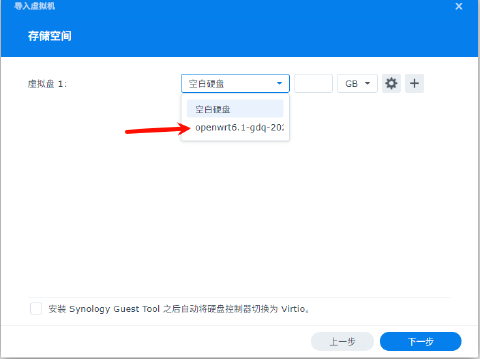 导入虚拟机
存储空间
虚拟盘 1:
空白硬盘
GB
空白硬盘
openwrt6.1-gdq-202
安装 Synology Guest Tool 之后自动将硬盘控制器切换为 Virtio。
上一步
下一步